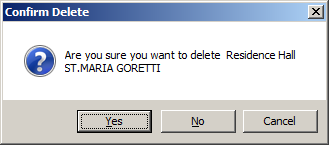 Confirm Delete
Are you sure you want to delete  Residence Hall
ST.MARIA GORETTI
Yes
No
Cancel